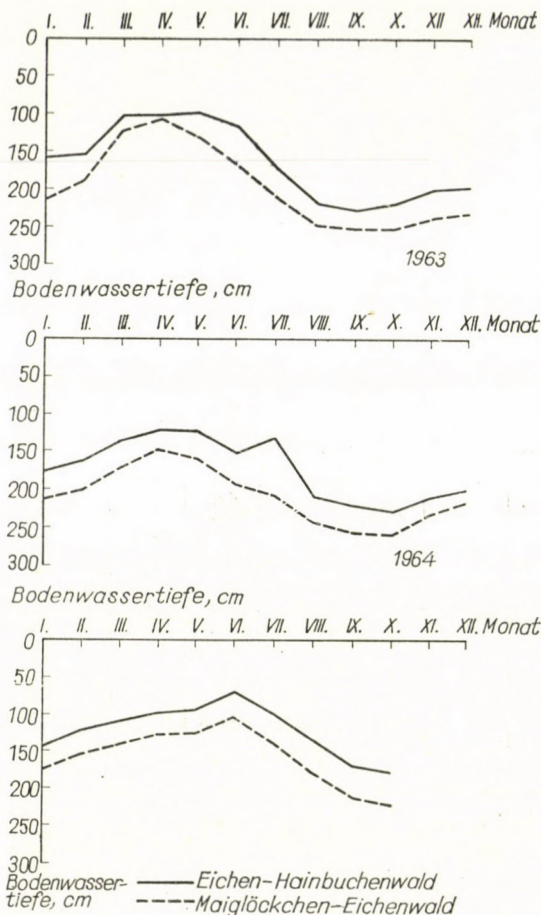 I. II. III. IV. V. VI. VII. VIII. IX. X. XII XII. Monat
0
50
100
150
200
250
300
1963
Bodenwassertiefe, cm
I. II. III. IV. V. VI. VII. VIII. IX. X. XI. XII. Monat
0
50
100
150
200
250
300
1964
Bodenwassertiefe, cm
I. II. III. IV. V. VI. VII. VIII. IX. X. XI. XII. Monat
0
50
100
150
200
250
300
Bodenwasser-
tiefe, cm
Eichen-Hainbuchenwald
Maiglöckchen-Eichenwald